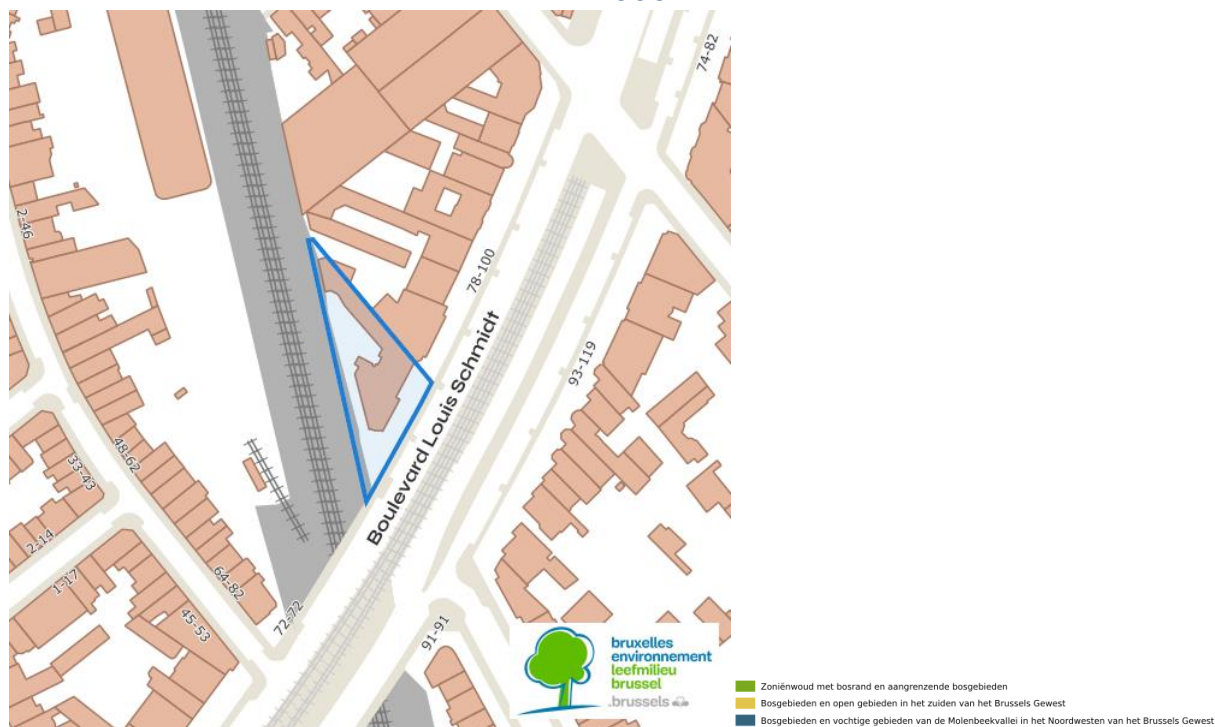 74-82
2-46
78-100
Boulevard Louis Schmidt
93-119
48-62
33-43
2-14
1-17
64-82
45-53
72-72
91-91
bruxelles
environnement
leefmilieu
brussel
.brussels
Zoniënwoud met bosrand en aangrenzende bosgebieden
Bosgebieden en open gebieden in het zuiden van het Brussels Gewest
Bosgebieden en vochtige gebieden van de Molenbeekvallei in het Noordwesten van het Brussels Gewest